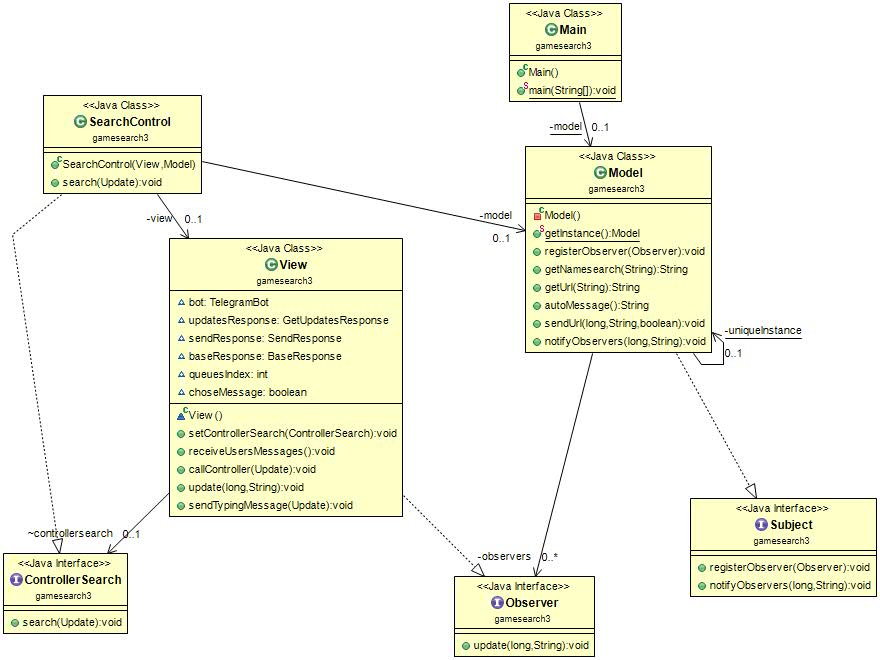 <<Java Class>>
Main
gamesearch3
Main()
main(String[]):void
-model
0..1
<<Java Class>>
SearchControl
gamesearch3
SearchControl(View,Model)
search(Update):void
-view
0..1
-model
0..1
<<Java Class>>
Model
gamesearch3
Model()
getInstance():Model
registerObserver(Observer):void
getNamesearch(String):String
getUrl(String):String
autoMessage():String
sendUrl(long,String,boolean):void
notifyObservers(long,String):void
-uniqueInstance
0..1
<<Java Class>>
View
gamesearch3
bot: TelegramBot
updatesResponse: GetUpdatesResponse
sendResponse: SendResponse
baseResponse: BaseResponse
queuesIndex: int
choseMessage: boolean
View()
setControllerSearch(ControllerSearch):void
receiveUsersMessages():void
callController(Update):void
update(long,String):void
sendTypingMessage(Update):void
~controllersearch
0..1
-observers
0..*
<<Java Interface>>
ControllerSearch
gamesearch3
search(Update):void
<<Java Interface>>
Observer
gamesearch3
update(long,String):void
<<Java Interface>>
Subject
gamesearch3
registerObserver(Observer):void
notifyObservers(long,String):void